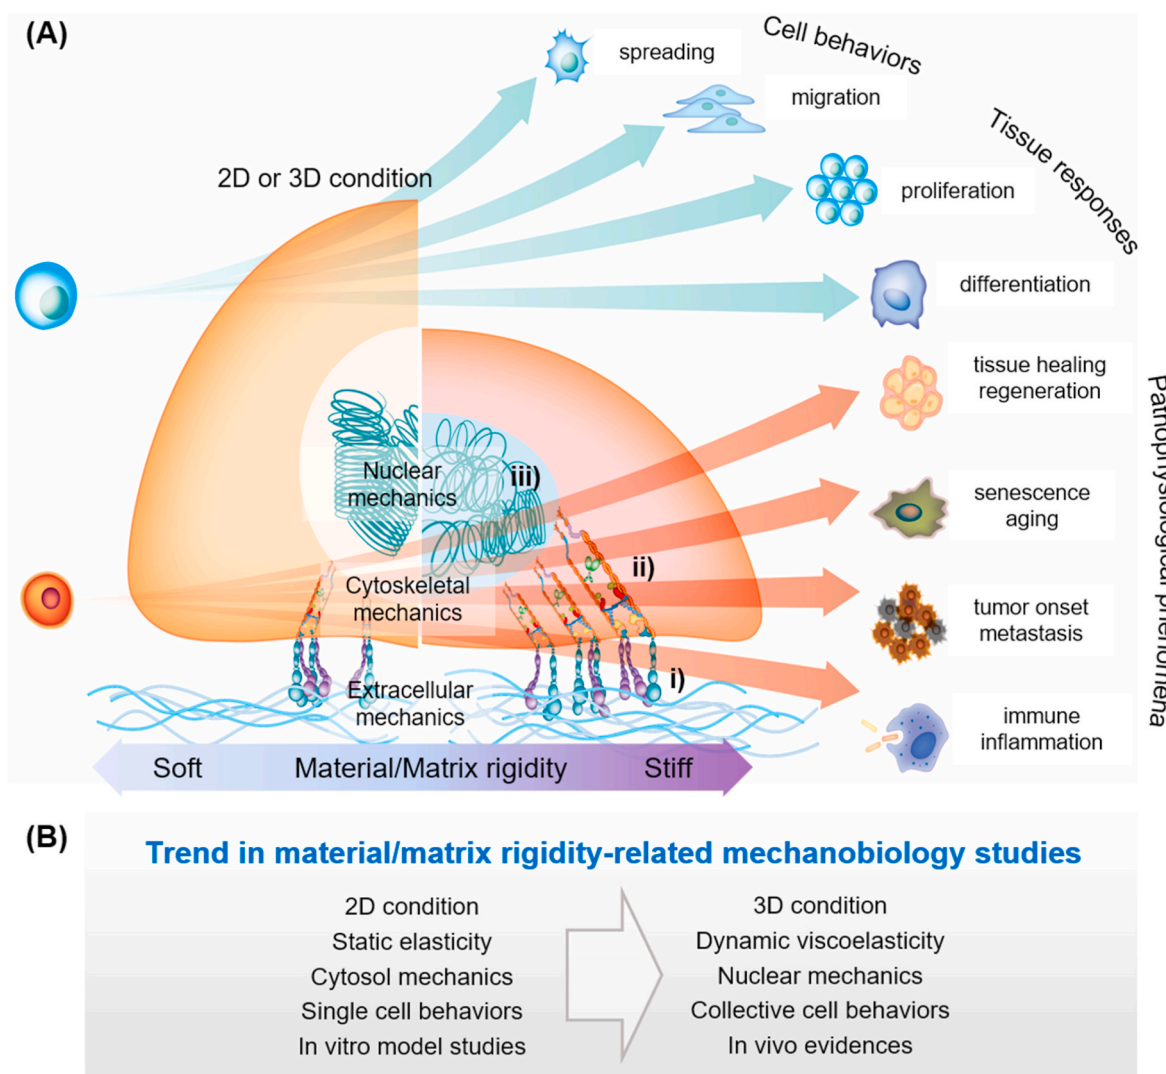 (A)
Cell behaviors
spreading
migration
Tissue responses
2D or 3D condition
proliferation
differentiation
tissue healing
regeneration
Pathophysiological phenomena
Nuclear
mechanics
iii)
senescence
aging
ii)
Cytoskeletal
mechanics
tumor onset
metastasis
i)
Extracellular
mechanics
immune
inflammation
Soft
Material/Matrix rigidity
Stiff
(B)
Trend in material/matrix rigidity-related mechanobiology studies
2D condition
3D condition
Static elasticity
Dynamic viscoelasticity
Cytosol mechanics
Nuclear mechanics
Single cell behaviors
Collective cell behaviors
In vitro model studies
In vivo evidences